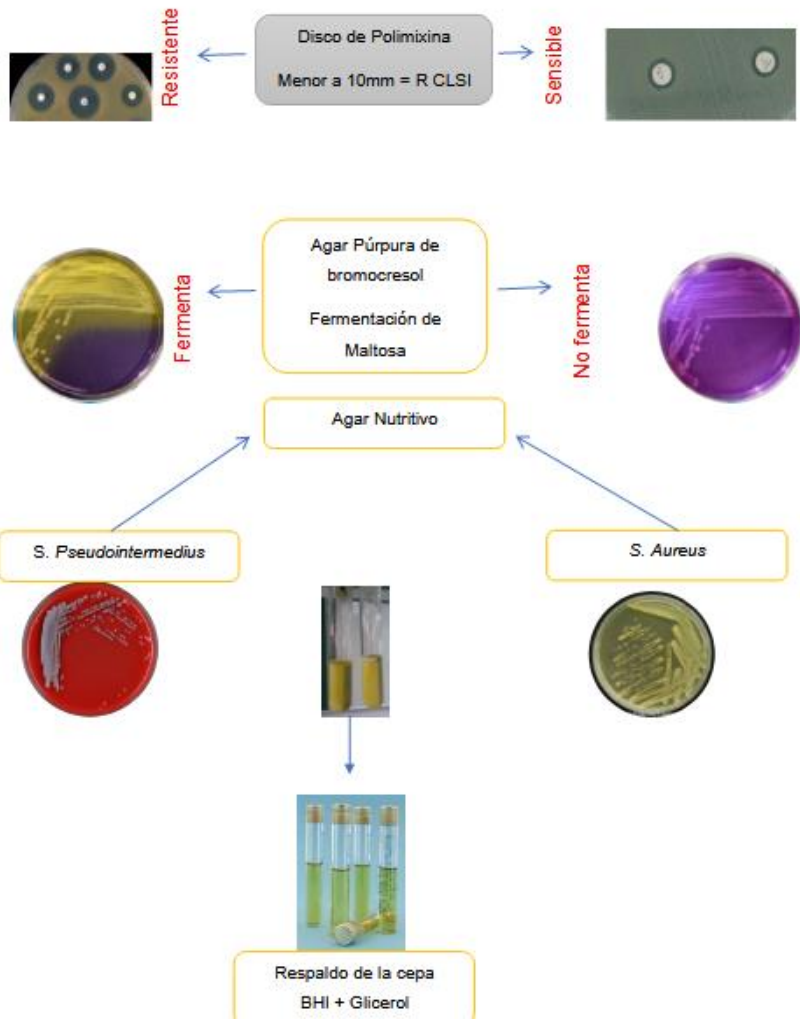 Disco de Polimixina
Menor a 10mm = R CLSI
Resistente
Sensible
Agar Púrpura de
bromocresol
Fermentación de
Maltosa
Fermenta
No fermenta
Agar Nutritivo
S. Pseudointermedius
S. Aureus
Respaldo de la cepa
BHI + Glicerol